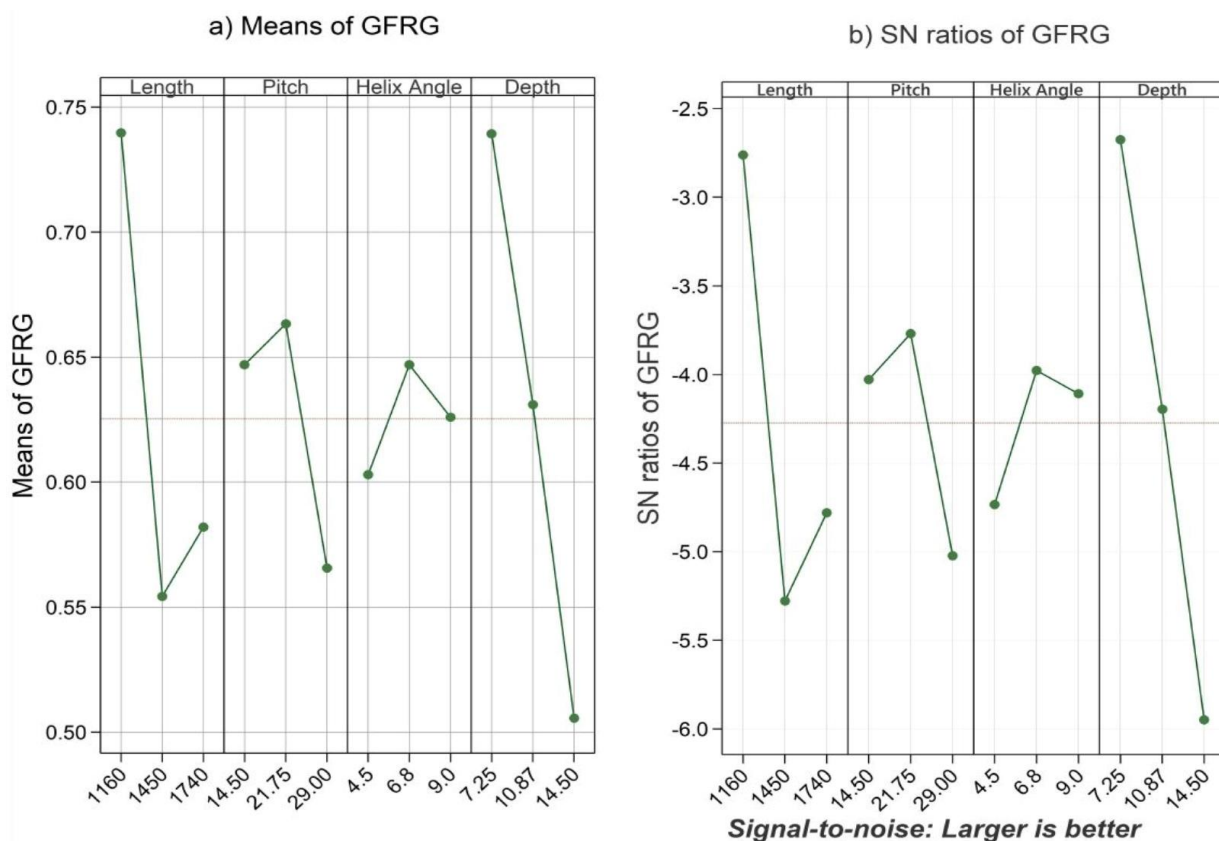 a) Means of GFRG
Length Pitch Helix Angle Depth
Means of GFRG
0.75
0.70
0.65
0.60
0.55
0.50
1160 1450 1740 14.50 21.75 29.00 4.5 6.8 9.0 7.25 10.87 14.50
b) SN ratios of GFRG
Length Pitch Helix Angle Depth
SN ratios of GFRG
-2.5
-3.0
-3.5
-4.0
-4.5
-5.0
-5.5
-6.0
1160 1450 1740 14.50 21.75 29.00 4.5 6.8 9.0 7.25 10.87 14.50
Signal-to-noise: Larger is better